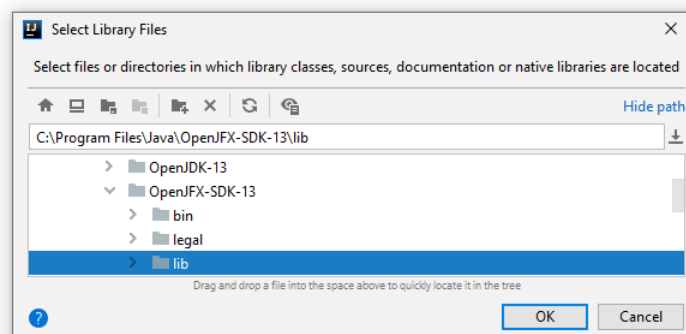 IJ Select Library Files
Select files or directories in which library classes, sources, documentation or native libraries are located
Hide path
C:\Program Files\Java\OpenJFX-SDK-13\lib
OpenJDK-13
OpenJFX-SDK-13
bin
legal
lib
Drag and drop a file into the space above to quickly locate it in the tree
? OK Cancel